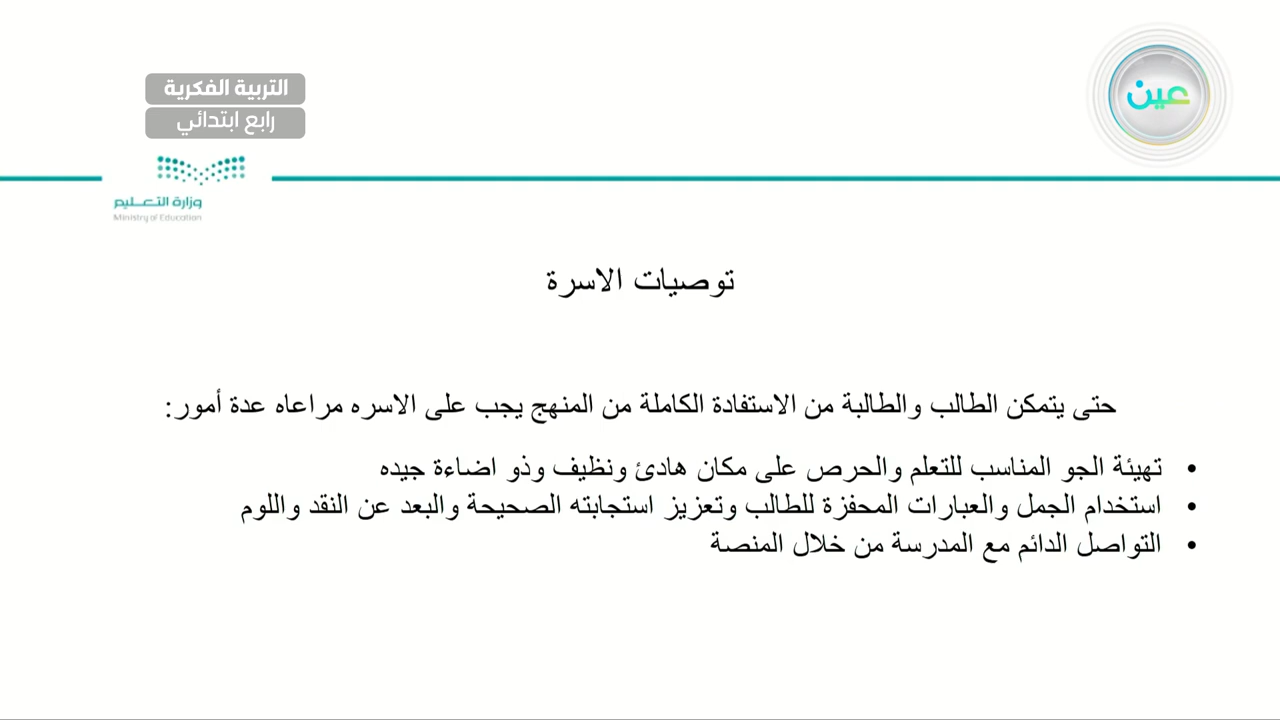 عين
التربية الفكرية
رابع ابتدائي
وزارة التعـــليم
Ministry of Education
توصيات الاسرة
حتى يتمكن الطالب والطالبة من الاستفادة الكاملة من المنهج يجب على الاسره مراعاه عدة أمور:
• تهيئة الجو المناسب للتعلم والحرص على مكان هادئ ونظيف وذو اضاءة جيده
• استخدام الجمل والعبارات المحفزة للطالب وتعزيز استجابته الصحيحة والبعد عن النقد واللوم
• التواصل الدائم مع المدرسة من خلال المنصة